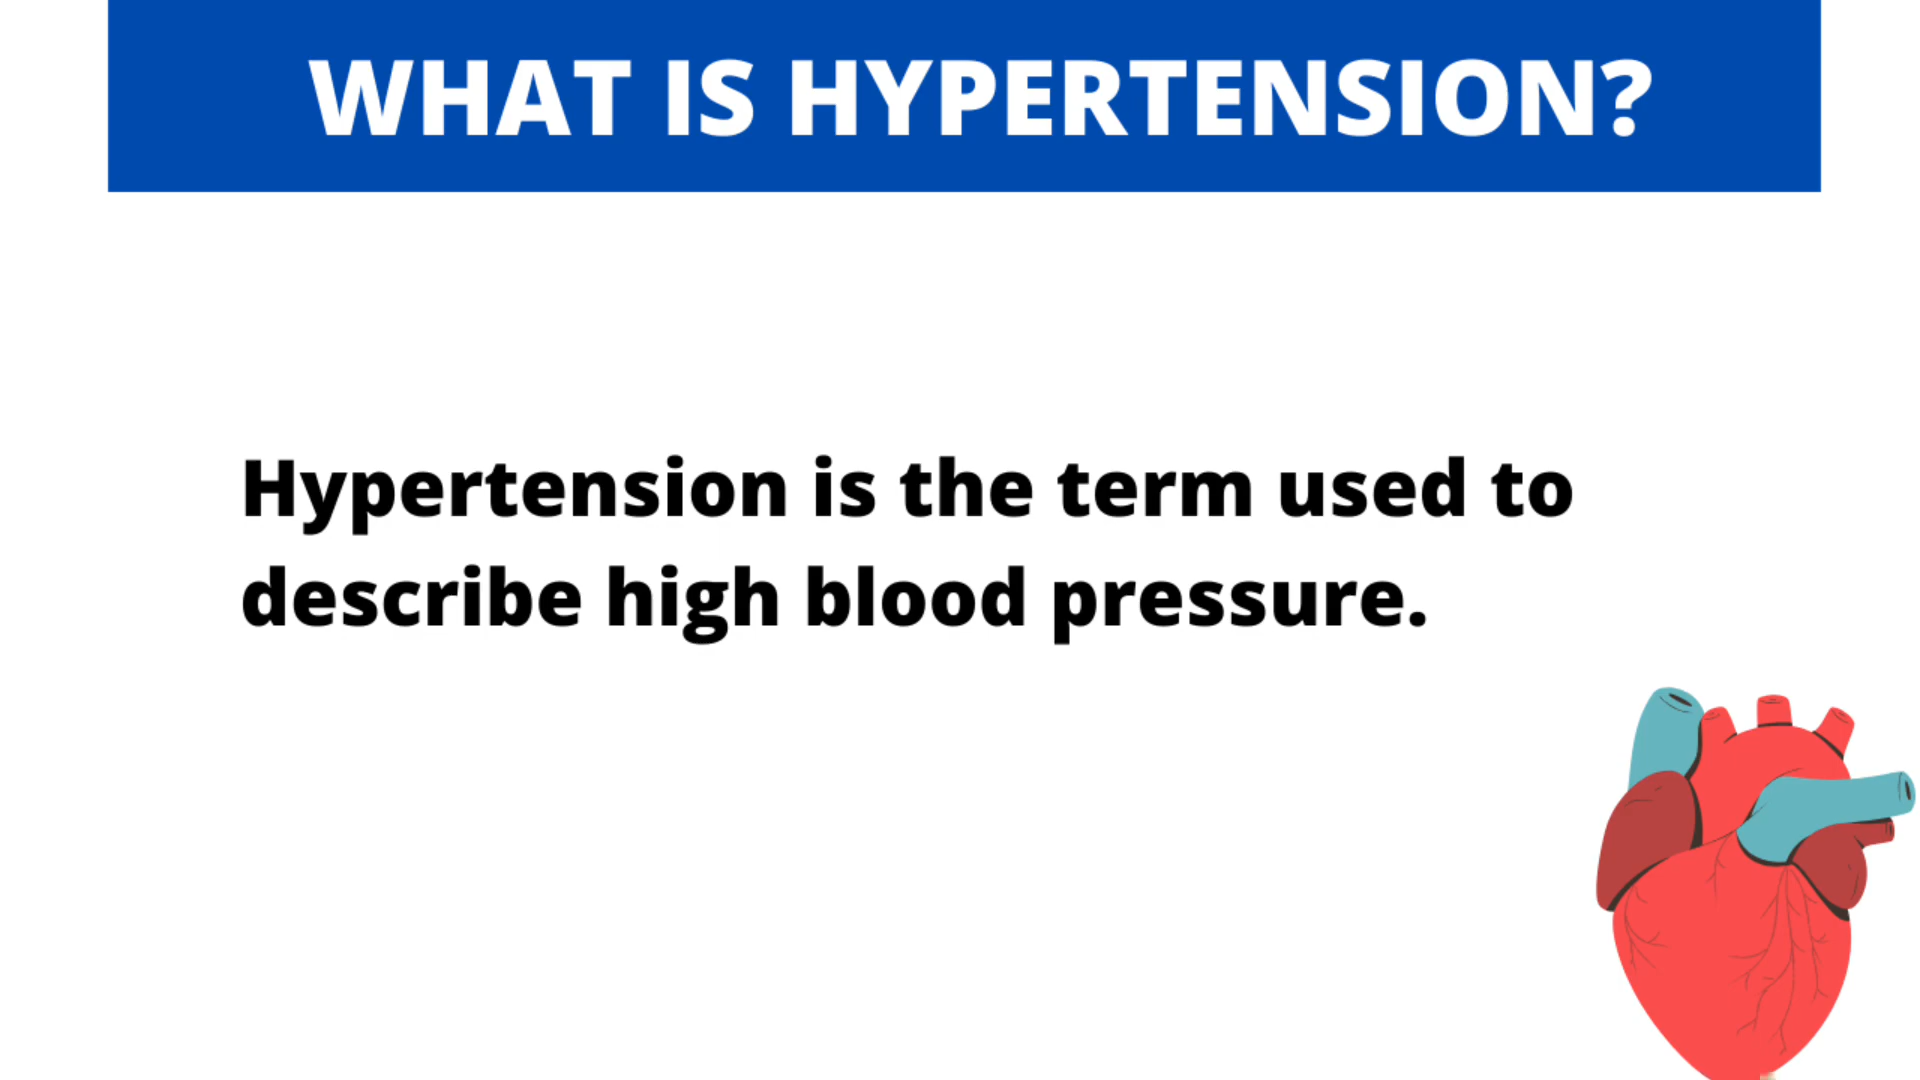 WHAT IS HYPERTENSION?
Hypertension is the term used to
describe high blood pressure.